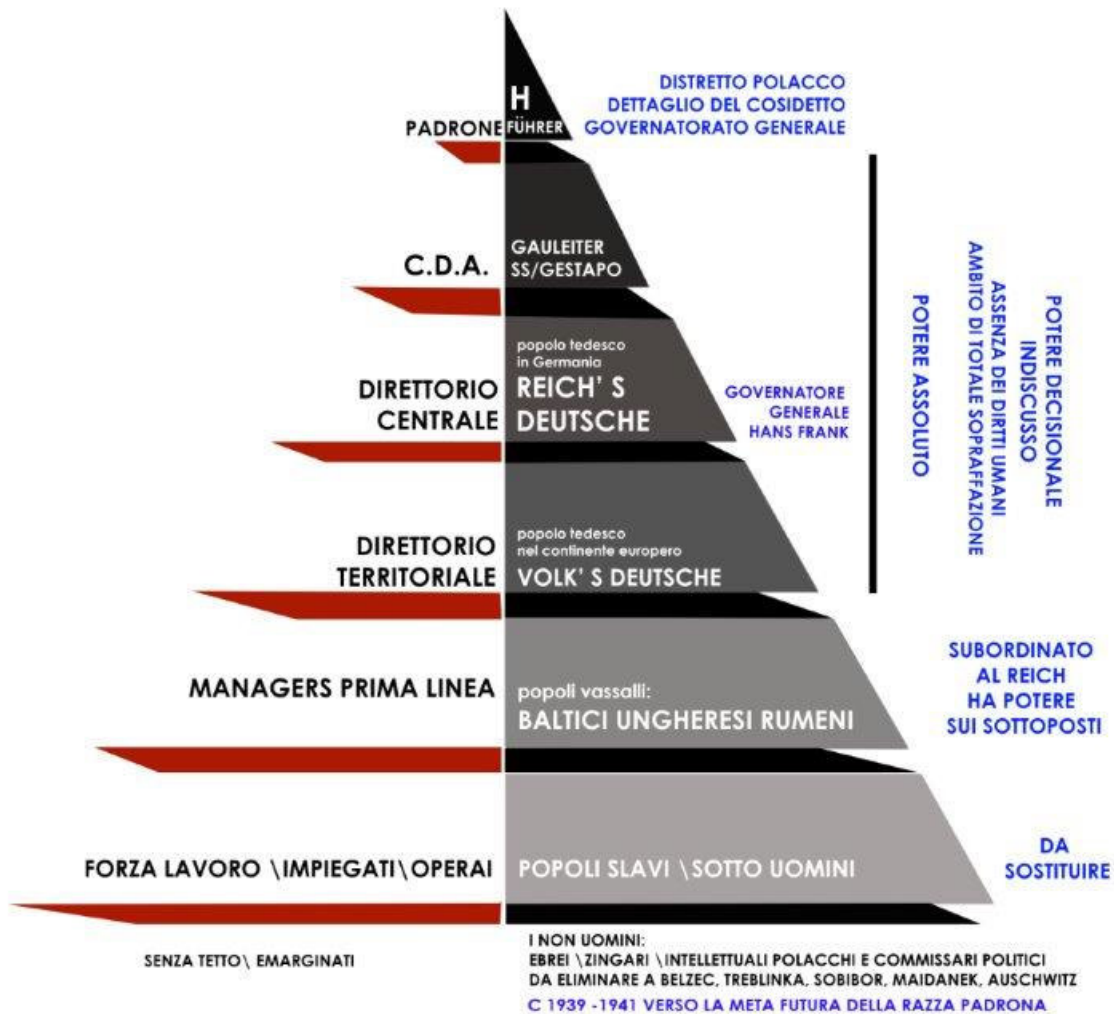 DISTRETTO POLACCO
DETTAGLIO DEL COSIDETTO
GOVERNATORATO GENERALE
H
FÜHRER
PADRONE
GAULEITER
SS/GESTAPO
C.D.A.
popolo tedesco
in Germania
REICH' S
DEUTSCHE
DIRETTORIO
CENTRALE
GOVERNATORE
GENERALE
HANS FRANK
popolo tedesco
nel continente europero
VOLK' S DEUTSCHE
DIRETTORIO
TERRITORIALE
POTERE ASSOLUTO
POTERE DECISIONALE
INDISCUSSO
ASSENZA DEI DIRTTI UMANI
AMBITO DI TOTALE SOPRAFFAZIONE
MANAGERS PRIMA LINEA
popoli vassalli:
BALTICI UNGHERESI RUMENI
SUBORDINATO
AL REICH
HA POTERE
SUI SOTTOPOSTI
FORZA LAVORO \IMPIEGATI\OPERAI
POPOLI SLAVI \SOTTO UOMINI
DA
SOSTITUIRE
SENZA TETTO\ EMARGINATI
I NON UOMINI:
EBREI \ZINGARI \INTELLETTUALI POLACCHI E COMMISSARI POLITICI
DA ELIMINARE A BELZEC, TREBLINKA, SOBIBOR, MAIDANEK, AUSCHWITZ
C 1939 -1941 VERSO LA META FUTURA DELLA RAZZA PADRONA